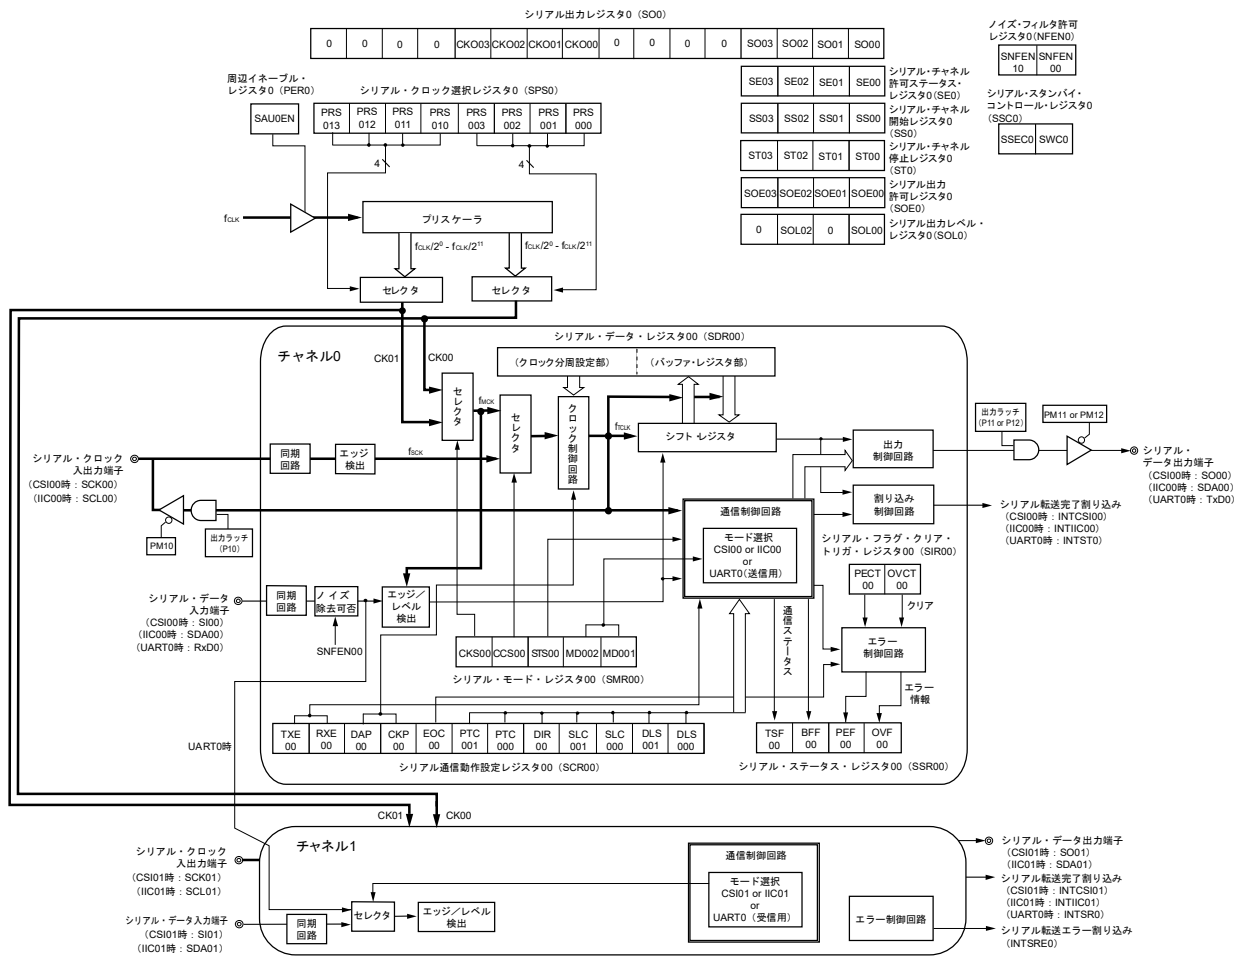 シリアル出力レジスタ0（SO0）
0 0 0 0 CKO03 CKO02 CKO01 CKO00 0 0 0 0 SO03 SO02 SO01 SO00
ノイズ・フィルタ許可
レジスタ0（NFEN0）
SNFEN
10
SNFEN
00
周辺イネーブル・
レジスタ0（PER0）
SAU0EN
シリアル・クロック選択レジスタ0（SPS0）
PRS
013
PRS
012
PRS
011
PRS
010
PRS
003
PRS
002
PRS
001
PRS
000
4
4
SE03 SE02 SE01 SE00
シリアル・チャネル
許可ステータス・
レジスタ0（SE0）
SS03 SS02 SS01 SS00
シリアル・チャネル
開始レジスタ0
（SS0）
ST03 ST02 ST01 ST00
シリアル・チャネル
停止レジスタ0
（ST0）
SOE03 SOE02 SOE01 SOE00
シリアル出力
許可レジスタ0
（SOE0）
0 SOL02 0 SOL00
シリアル出力レベル・
レジスタ0（SOL0）
シリアル・スタンバイ・
コントロール・レジスタ0
（SSC0）
SSEC0 SWC0
fCLK
プリスケーラ
fCLK/2⁰ - fCLK/2¹¹
fCLK/2⁰ - fCLK/2¹¹
セレクタ
セレクタ
チャネル0
CK01
CK00
シリアル・データ・レジスタ00（SDR00）
（クロック分周設定部）
（バッファ・レジスタ部）
セレクタ
fMCK
セレクタ
クロック制御回路
fTCLK
シフト・レジスタ
出力
制御回路
出力ラッチ
（P11 or P12）
PM11 or PM12
シリアル・
データ出力端子
（CSI00時：SO00）
（IIC00時：SDA00）
（UART0時：TxD0）
シリアル・クロック
入出力端子
（CSI00時：SCK00）
（IIC00時：SCL00）
同期
回路
エッジ
検出
fSCK
PM10
出力ラッチ
（P10）
通信制御回路
モード選択
CSI00 or IIC00
or
UART0（送信用）
割り込み
制御回路
シリアル転送完了割り込み
（CSI00時：INTCSI00）
（IIC00時：INTIIC00）
（UART0時：INTST0）
シリアル・フラグ・クリア・
トリガ・レジスタ00（SIR00）
PECT
00
OVCT
00
クリア
シリアル・データ
入力端子
（CSI00時：SI00）
（IIC00時：SDA00）
（UART0時：RxD0）
同期
回路
ノイズ
除去可否
SNFEN00
エッジ／
レベル
検出
通信ステータス
エラー
制御回路
エラー
情報
CKS00 CCS00 STS00 MD002 MD001
シリアル・モード・レジスタ00（SMR00）
UART0時
TXE
00
RXE
00
DAP
00
CKP
00
EOC
00
PTC
001
PTC
000
DIR
00
SLC
001
SLC
000
DLS
001
DLS
000
シリアル通信動作設定レジスタ00（SCR00）
TSF
00
BFF
00
PEF
00
OVF
00
シリアル・ステータス・レジスタ00（SSR00）
CK01
CK00
チャネル1
シリアル・クロック
入出力端子
（CSI01時：SCK01）
（IIC01時：SCL01）
シリアル・データ入力端子
（CSI01時：SI01）
（IIC01時：SDA01）
同期
回路
セレクタ
エッジ／レベル
検出
通信制御回路
モード選択
CSI01 or IIC01
or
UART0（受信用）
エラー制御回路
シリアル・データ出力端子
（CSI01時：SO01）
（IIC01時：SDA01）
シリアル転送完了割り込み
（CSI01時：INTCSI01）
（IIC01時：INTIIC01）
（UART0時：INTSR0）
シリアル転送エラー割り込み
（INTSRE0）